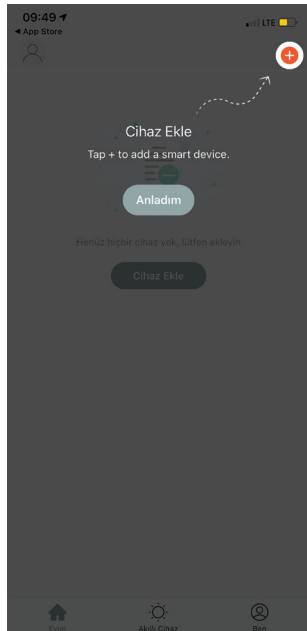 09:49
LTE
◀ App Store
+
Cihaz Ekle
Tap + to add a smart device.
Anladım
Henüz hiçbir cihaz yok, lütfen ekleyin.
Cihaz Ekle
Evim
Akıllı Cihaz
Ben